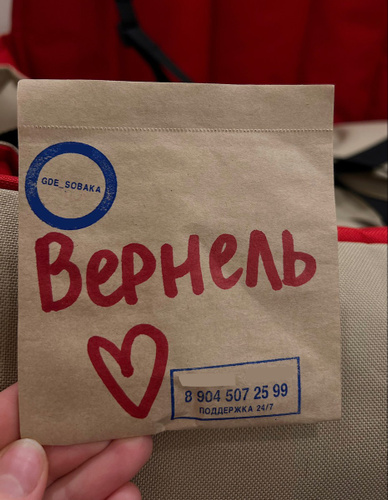 GDE_SOBAKA
Вернель
8 904 507 25 99
ПОДДЕРЖКА 24/7